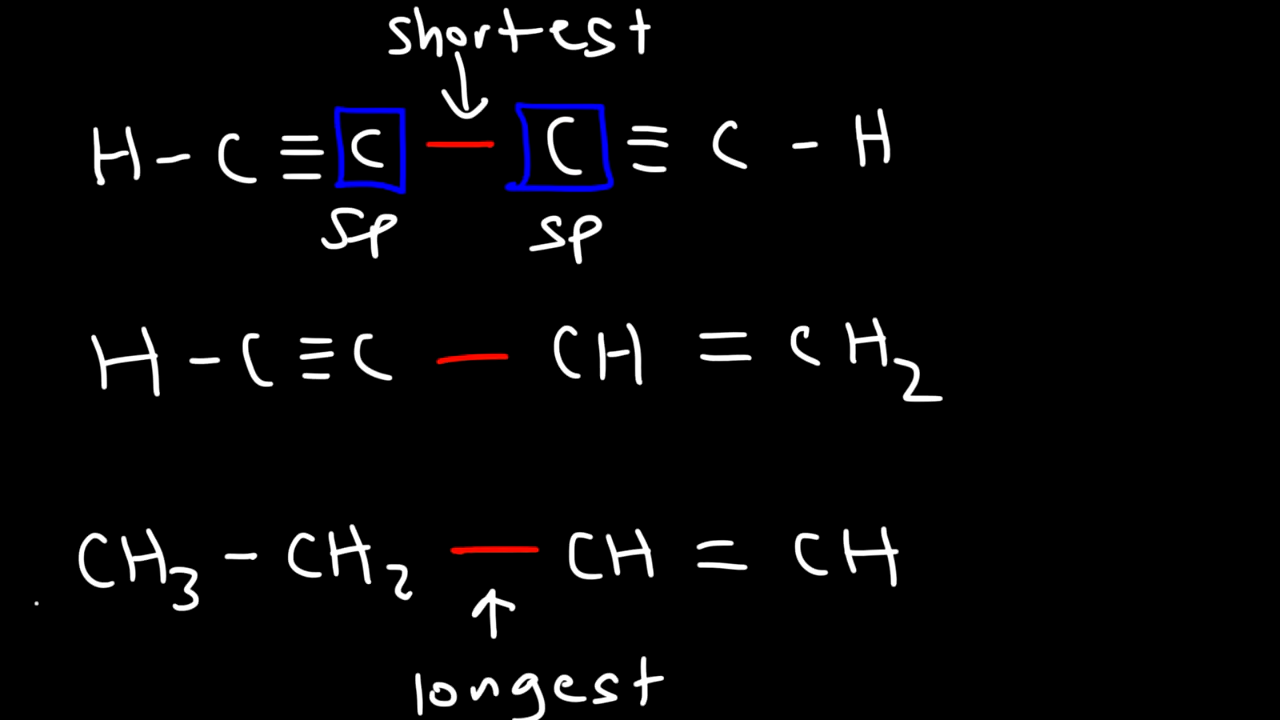 shortest
H - C ≡ C — C ≡ C - H
sp sp
H - C ≡ C — CH = CH₂
CH₃ - CH₂ — CH = CH
longest